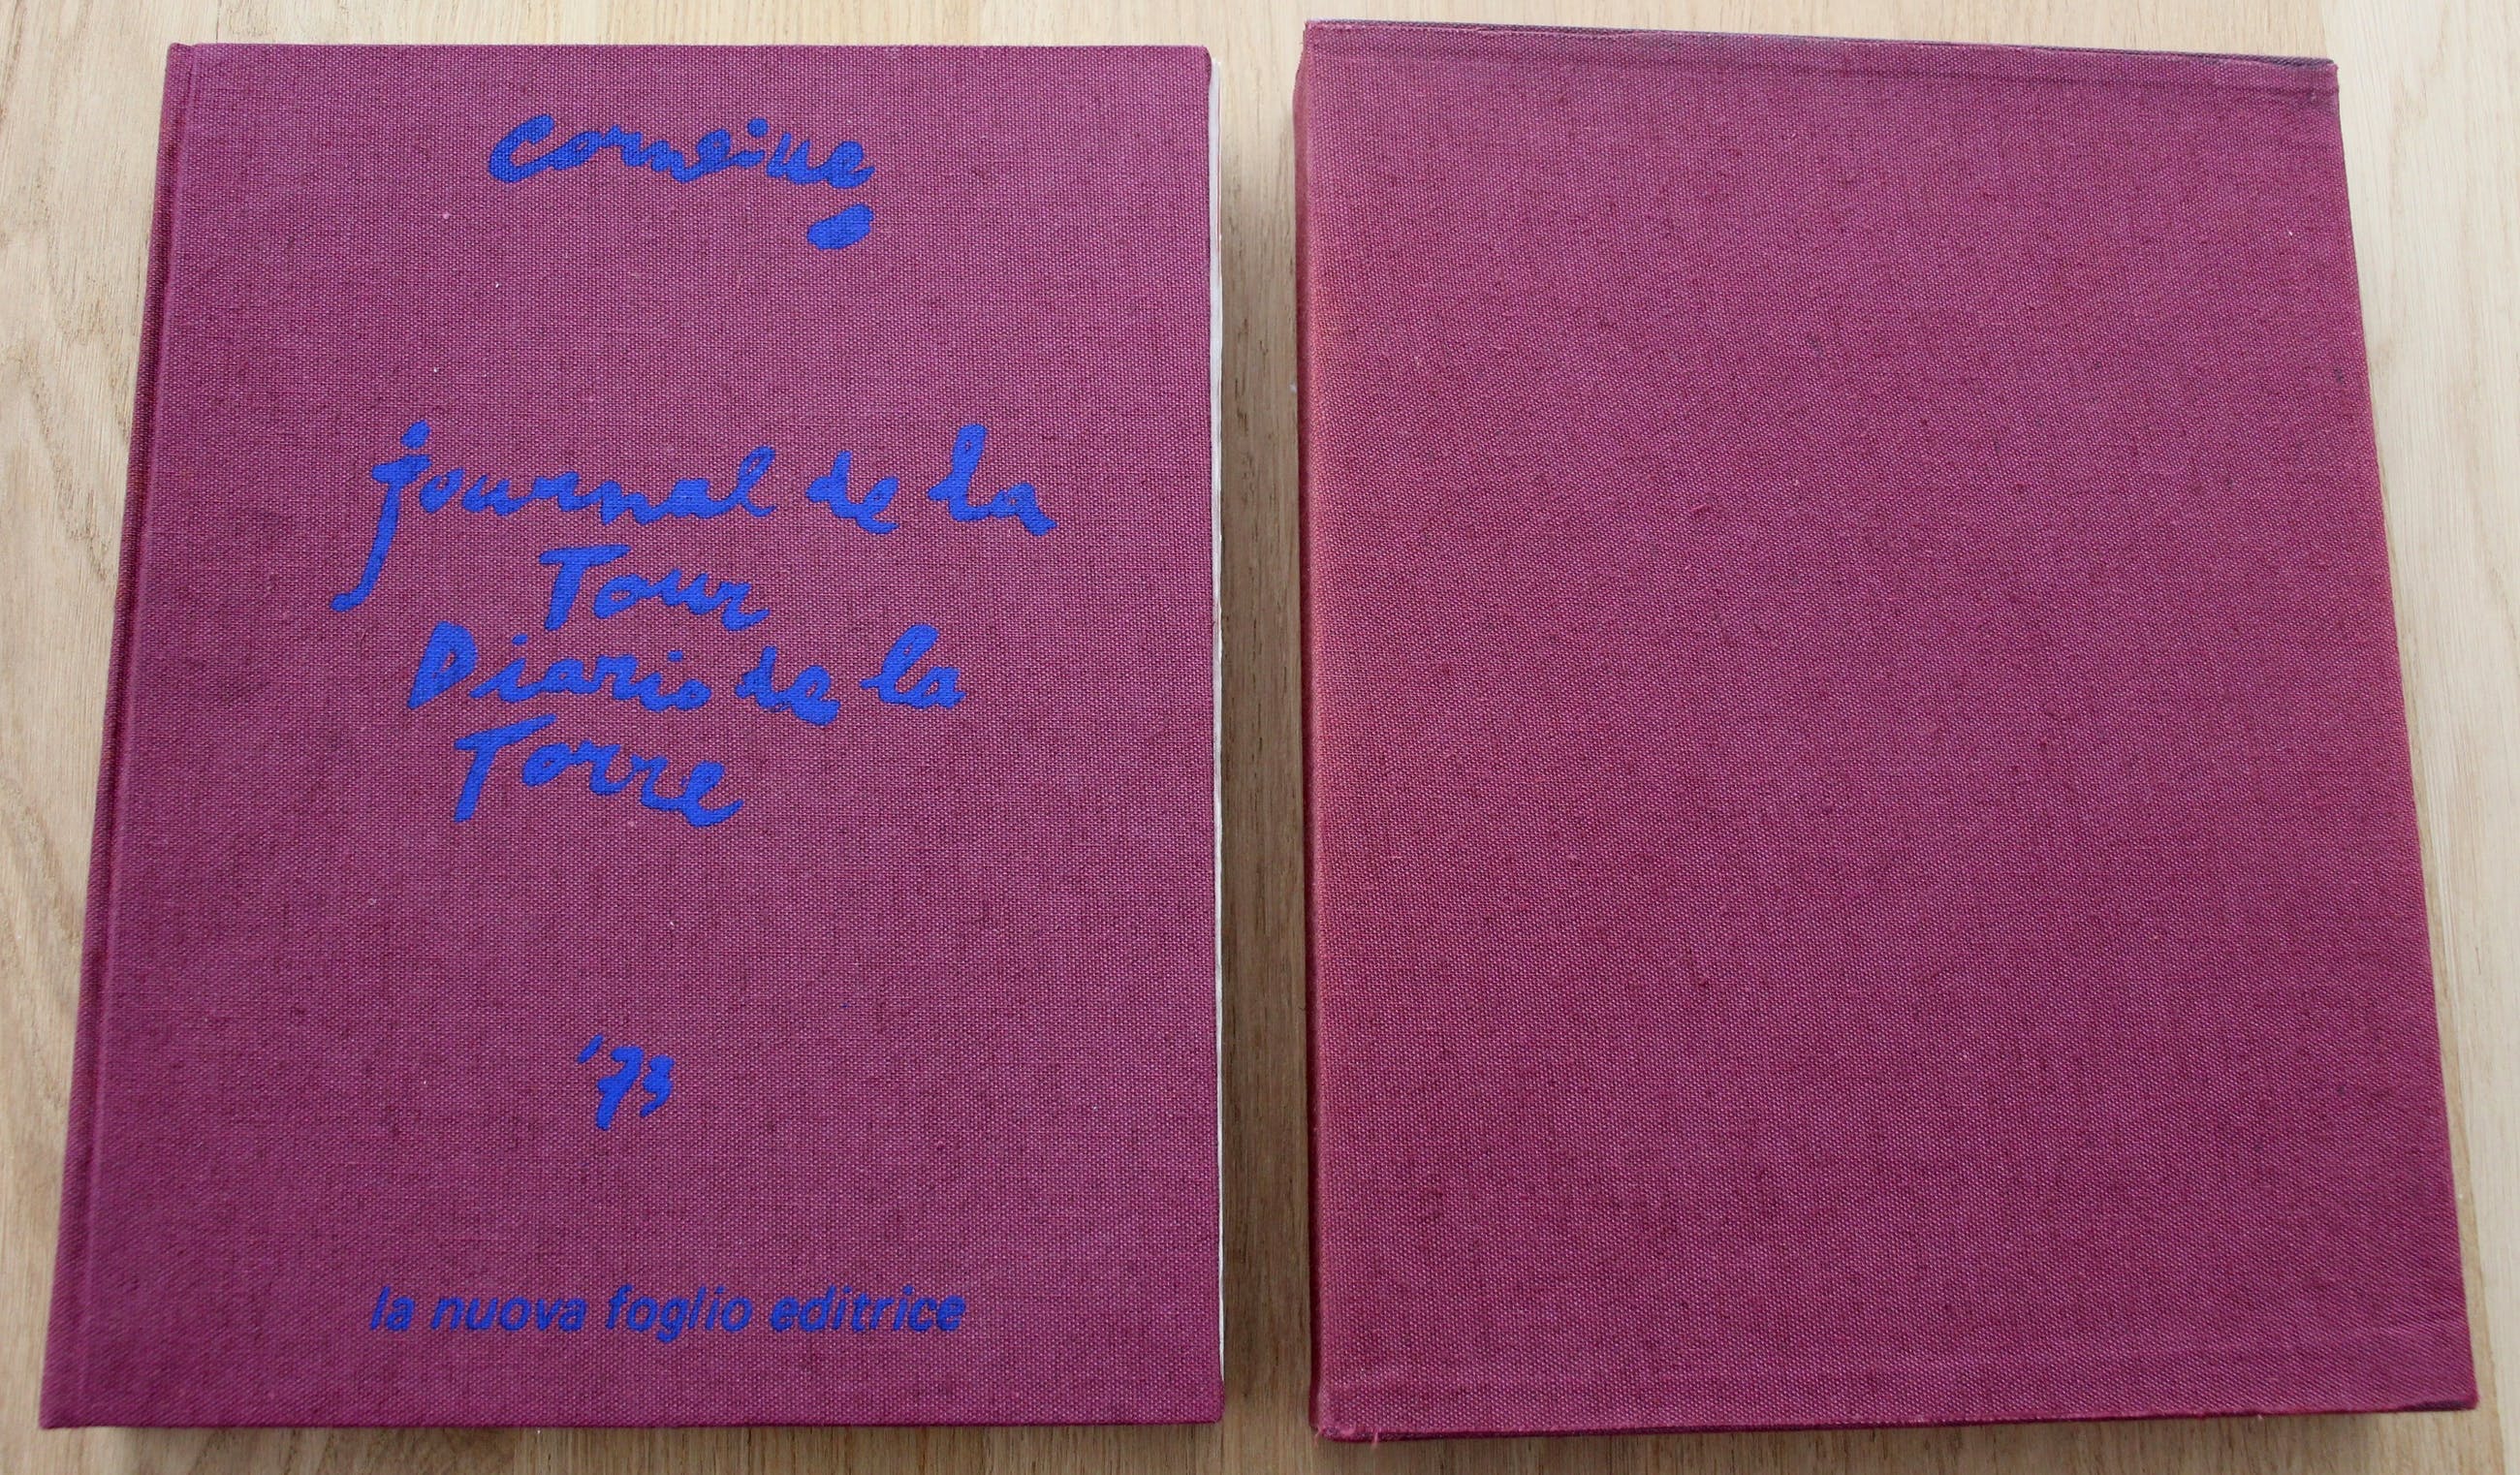 corneille
journal de la
Tour
Diario de la
Torre
'73
la nuova foglio editrice